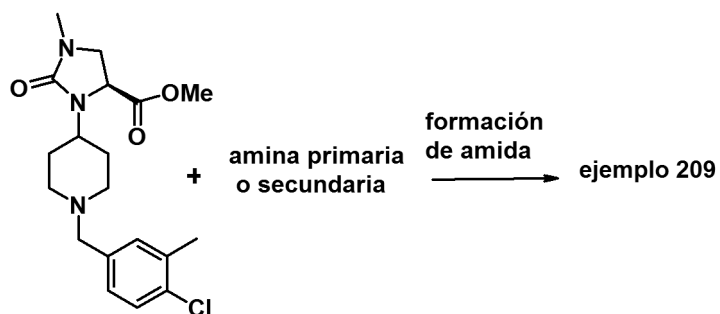 N
N
O
N
O
OMe
N
Cl
+
amina primaria
o secundaria
formación
de amida
ejemplo 209